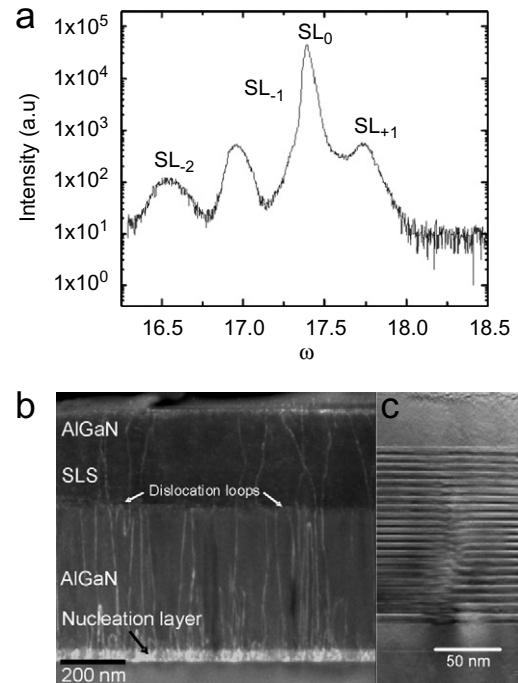 a
SL0
SL-1
SL+1
SL-2
1x10^5
1x10^4
1x10^3
1x10^2
1x10^1
1x10^0
Intensity (a.u)
16.5 17.0 17.5 18.0 18.5
ω
b
AlGaN
SLS
Dislocation loops
AlGaN
Nucleation layer
200 nm
c
50 nm